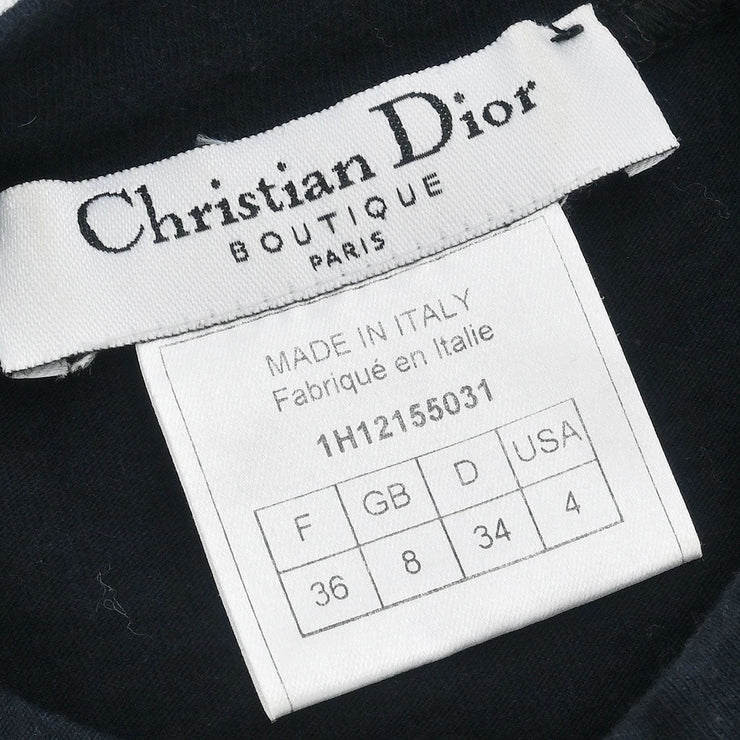 Christian Dior
BOUTIQUE
PARIS
MADE IN ITALY
Fabriqué en Italie
1H12155031
F GB D USA
36 8 34 4